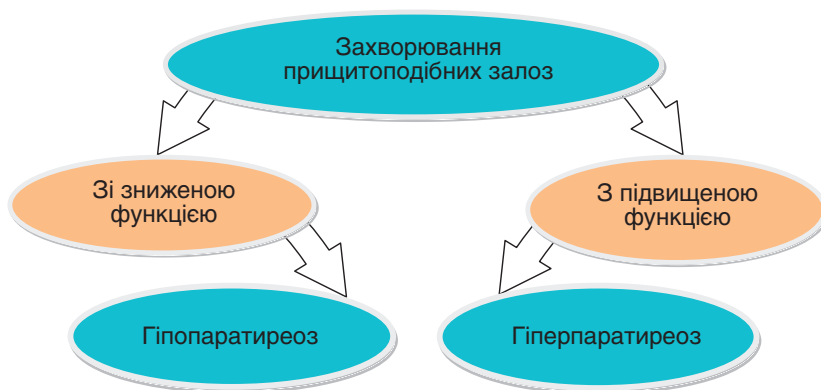 Захворювання
прищитоподібних залоз
Зі зниженою
функцією
З підвищеною
функцією
Гіпопаратиреоз
Гіперпаратиреоз